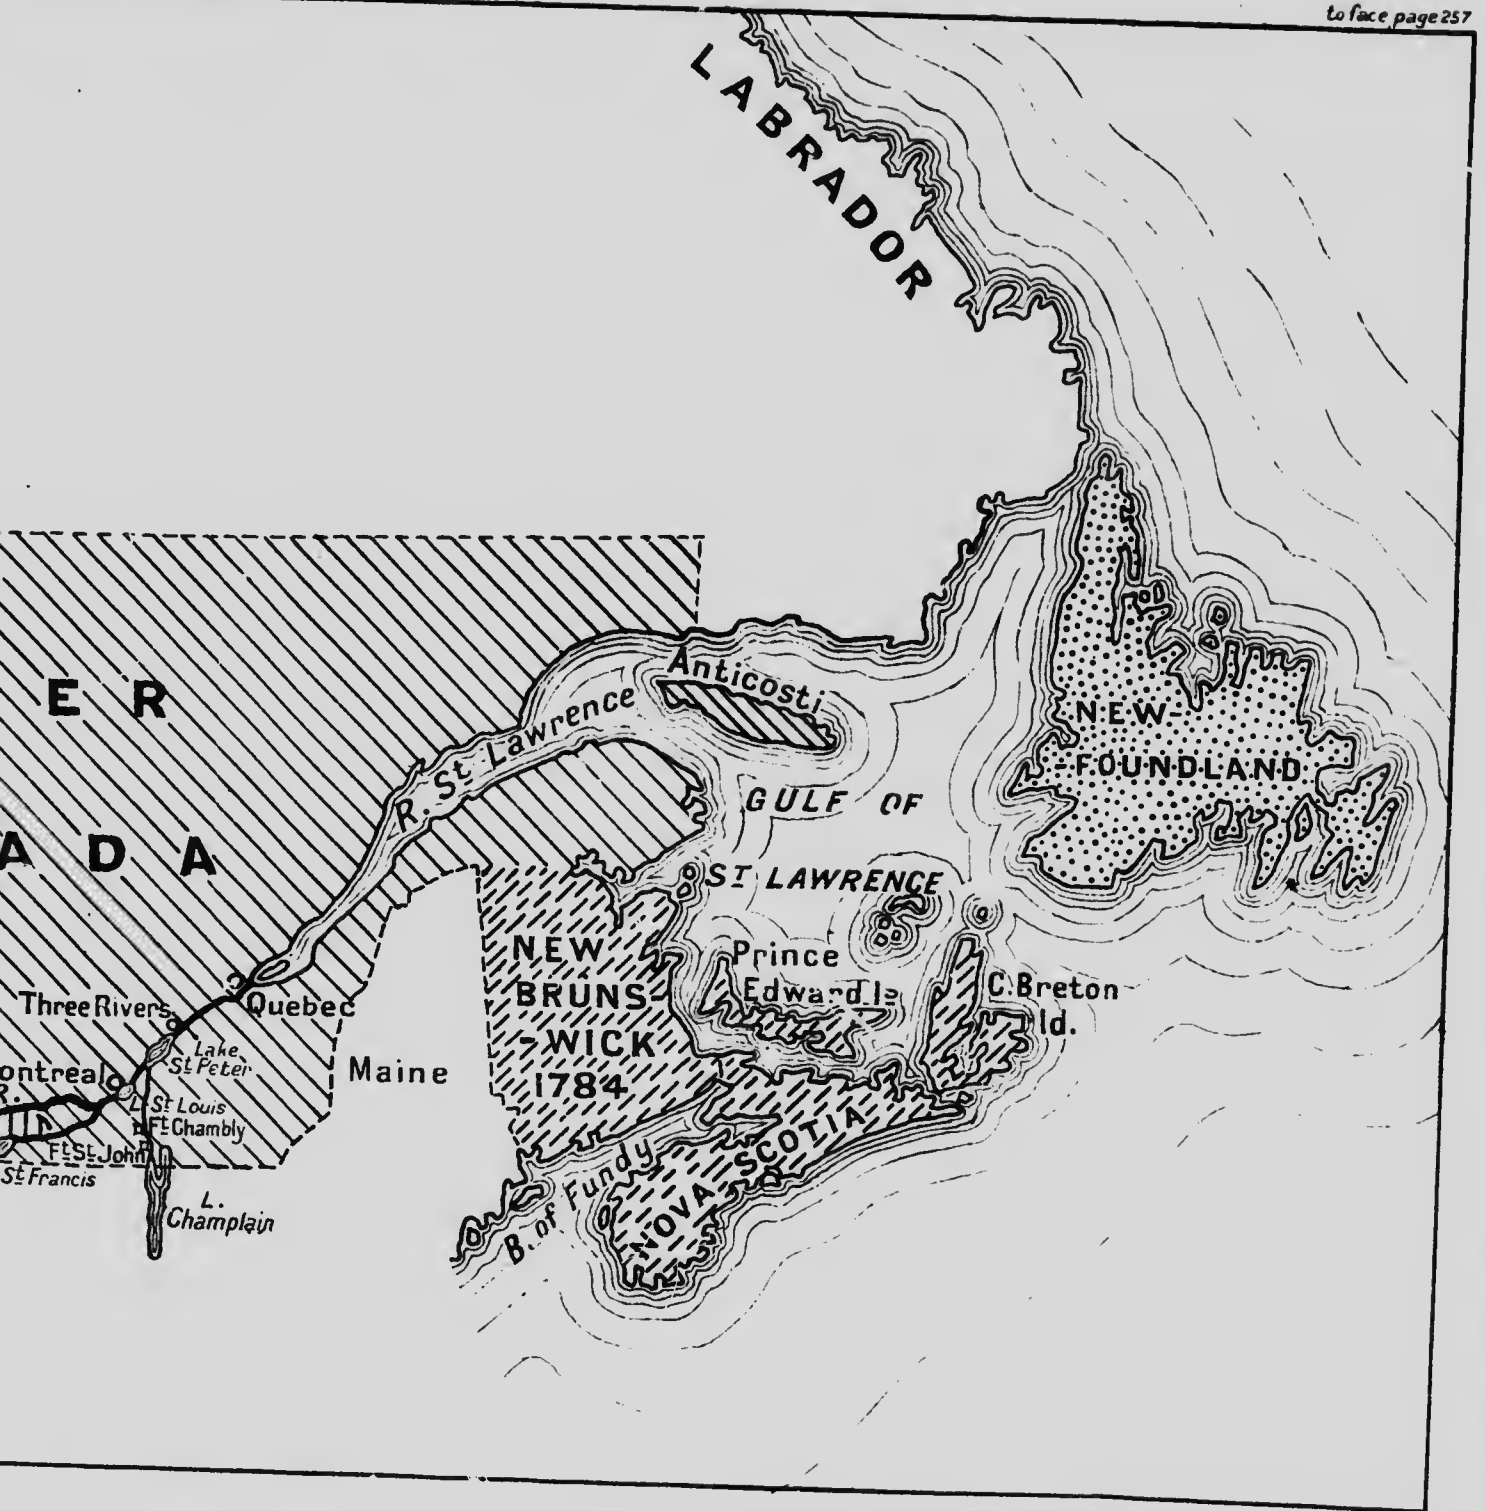 to face page 257
LABRADOR
E R
Anticosti
R. St. Lawrence
NEW-
-FOUNDLAND
GULF OF
ADA
ST LAWRENCE
NEW
BRUNS-
-WICK
1784
Prince
Edward Is
C. Breton
Id.
Three Rivers
Quebec
Lake
St Peter
Maine
ontreal
R.
L. St Louis
Ft Chambly
Ft St John
St Francis
L.
Champlain
B. of Fundy
NOVA SCOTIA